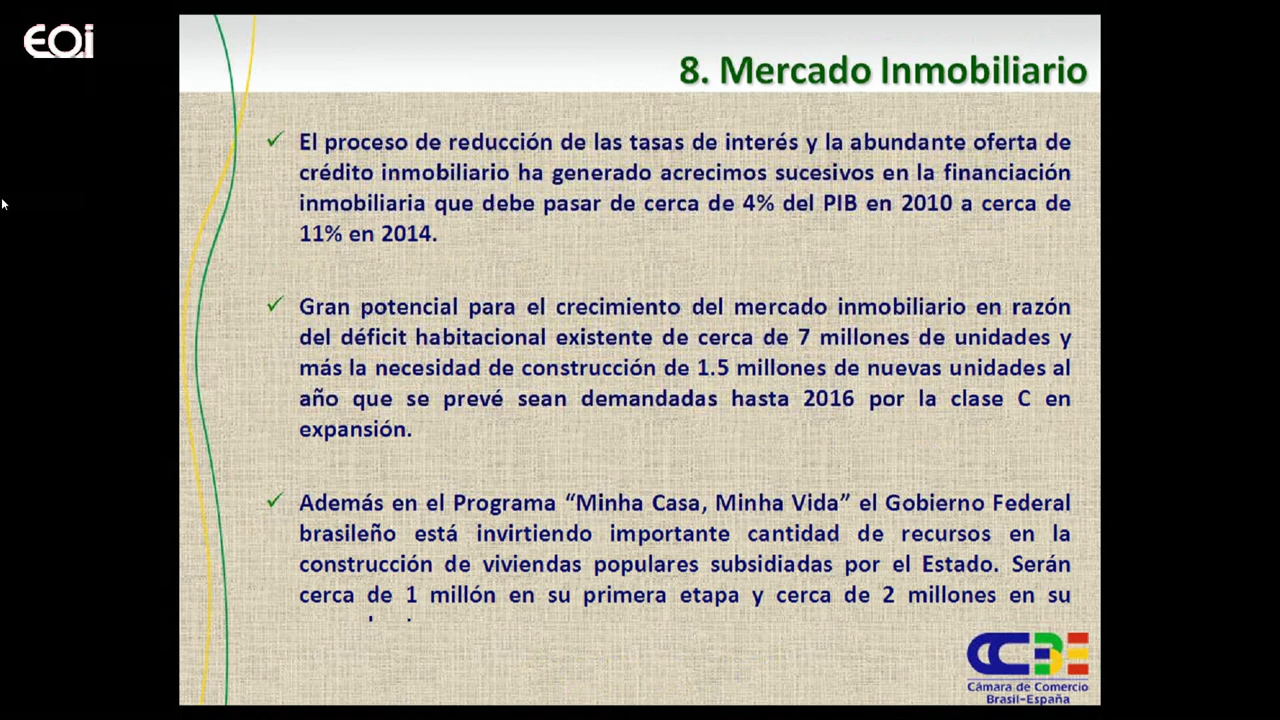 EOi
8. Mercado Inmobiliario
El proceso de reducción de las tasas de interés y la abundante oferta de
crédito inmobiliario ha generado acrecimos sucesivos en la financiación
inmobiliaria que debe pasar de cerca de 4% del PIB en 2010 a cerca de
11% en 2014.
Gran potencial para el crecimiento del mercado inmobiliario en razón
del déficit habitacional existente de cerca de 7 millones de unidades y
más la necesidad de construcción de 1.5 millones de nuevas unidades al
año que se prevé sean demandadas hasta 2016 por la clase C en
expansión.
Además en el Programa “Minha Casa, Minha Vida” el Gobierno Federal
brasileño está invirtiendo importante cantidad de recursos en la
construcción de viviendas populares subsidiadas por el Estado. Serán
cerca de 1 millón en su primera etapa y cerca de 2 millones en su
CCBE
Cámara de Comercio
Brasil-España